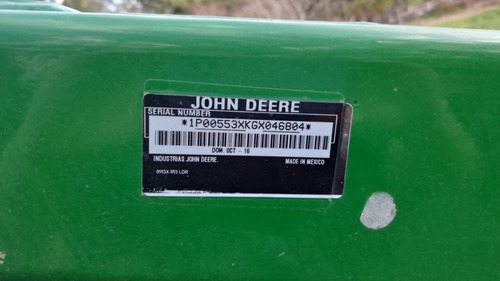 JOHN DEERE
SERIAL NUMBER
*1P00553XKGX046804*
DOM: OCT - 16
INDUSTRIAS JOHN DEERE. MADE IN MEXICO
0553X-553 LDR